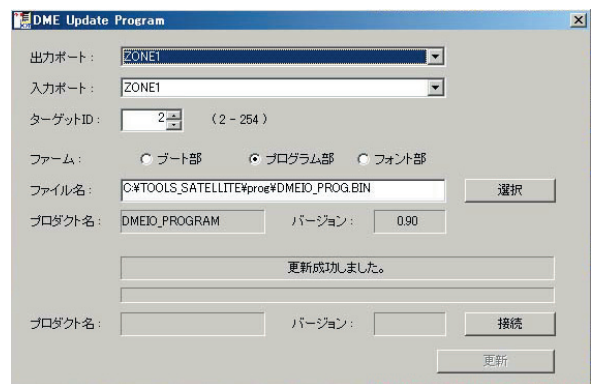 DME Update Program
出力ポート： ZONE1
入力ポート： ZONE1
ターゲットID： 2 (2 - 254)
ファーム： ブート部 プログラム部 フォント部
ファイル名： C:¥TOOLS_SATELLITE¥prog¥DMEIO_PROG.BIN 選択
プロダクト名： DMEIO_PROGRAM バージョン： 0.90
更新成功しました。
プロダクト名： バージョン： 接続
更新